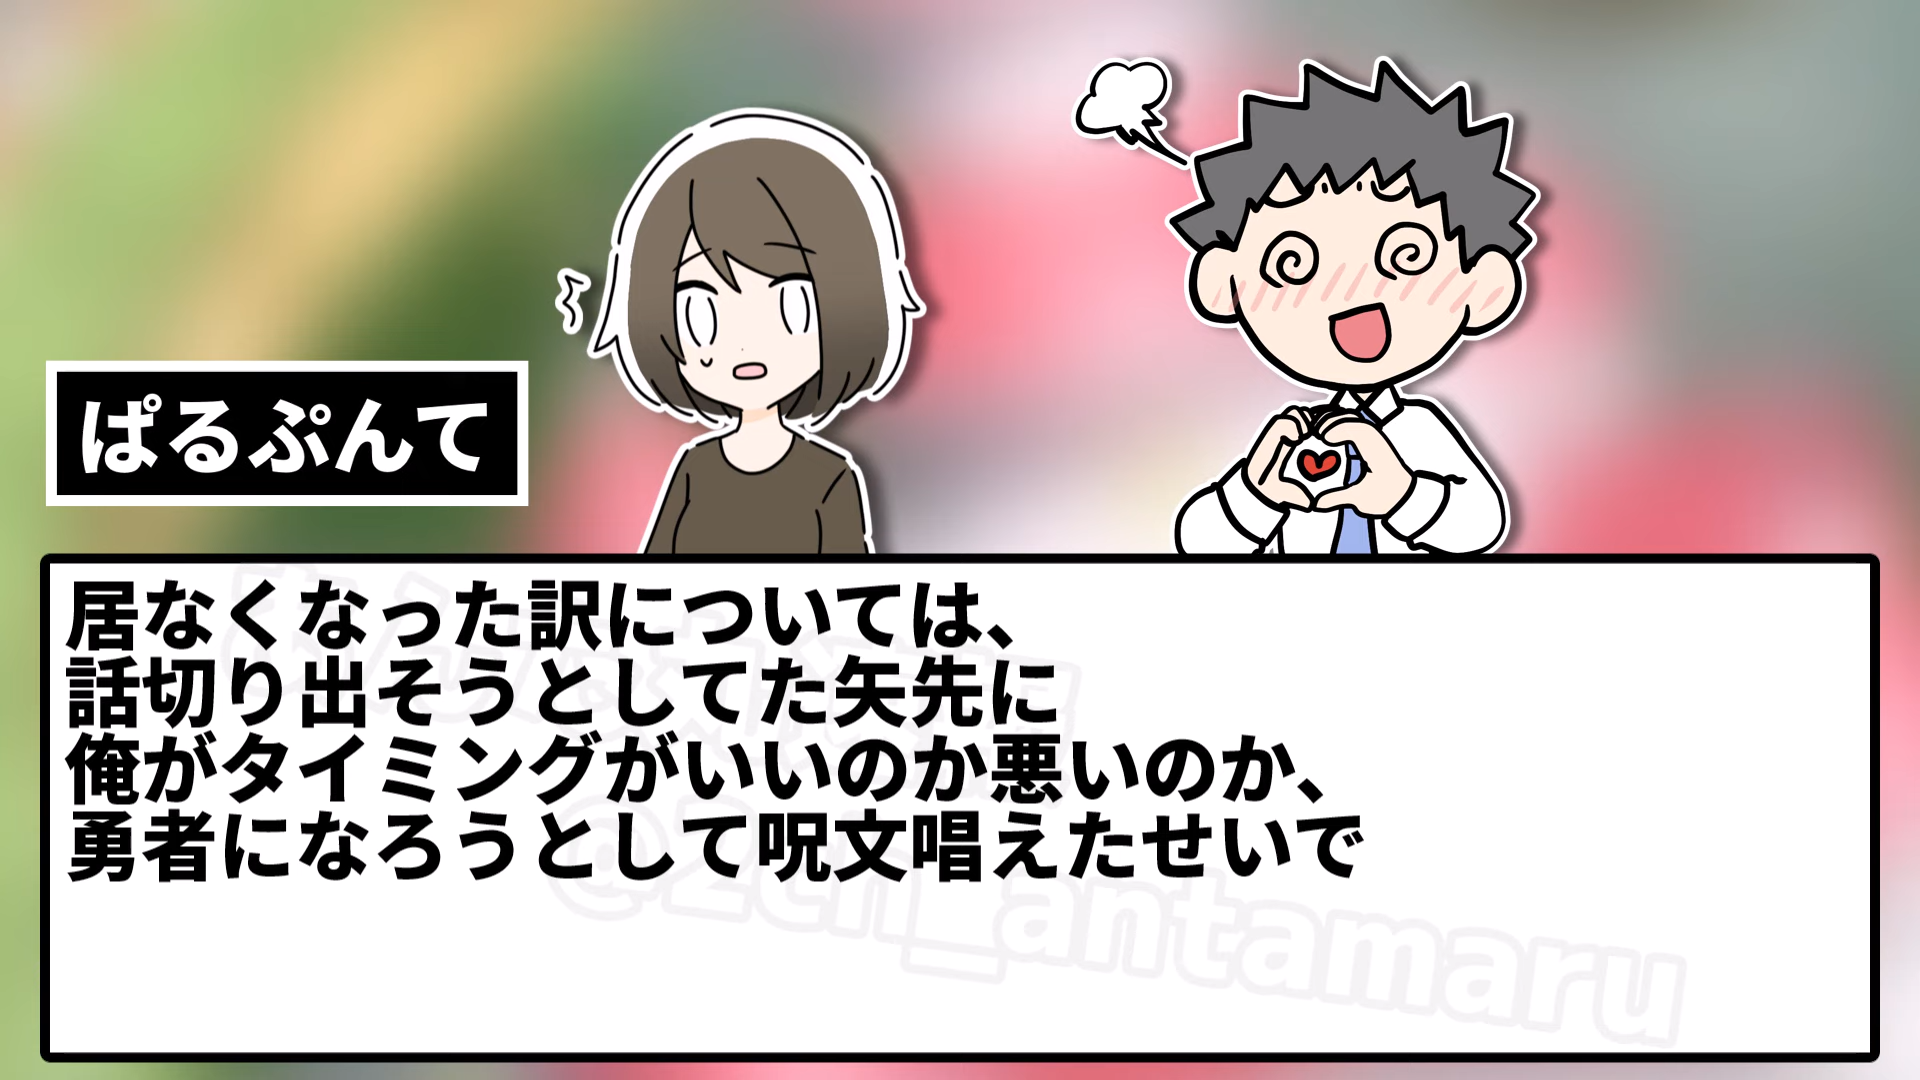 ぱるぷんて
居なくなった訳については、
話切り出そうとしてた矢先に
俺がタイミングがいいのか悪いのか、
勇者になろうとして呪文唱えたせいで
@2ch_antamaru